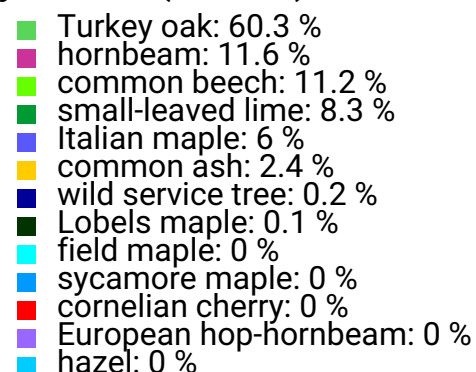 Turkey oak: 60.3 %
hornbeam: 11.6 %
common beech: 11.2 %
small-leaved lime: 8.3 %
Italian maple: 6 %
common ash: 2.4 %
wild service tree: 0.2 %
Lobels maple: 0.1 %
field maple: 0 %
sycamore maple: 0 %
cornelian cherry: 0 %
European hop-hornbeam: 0 %
hazel: 0 %